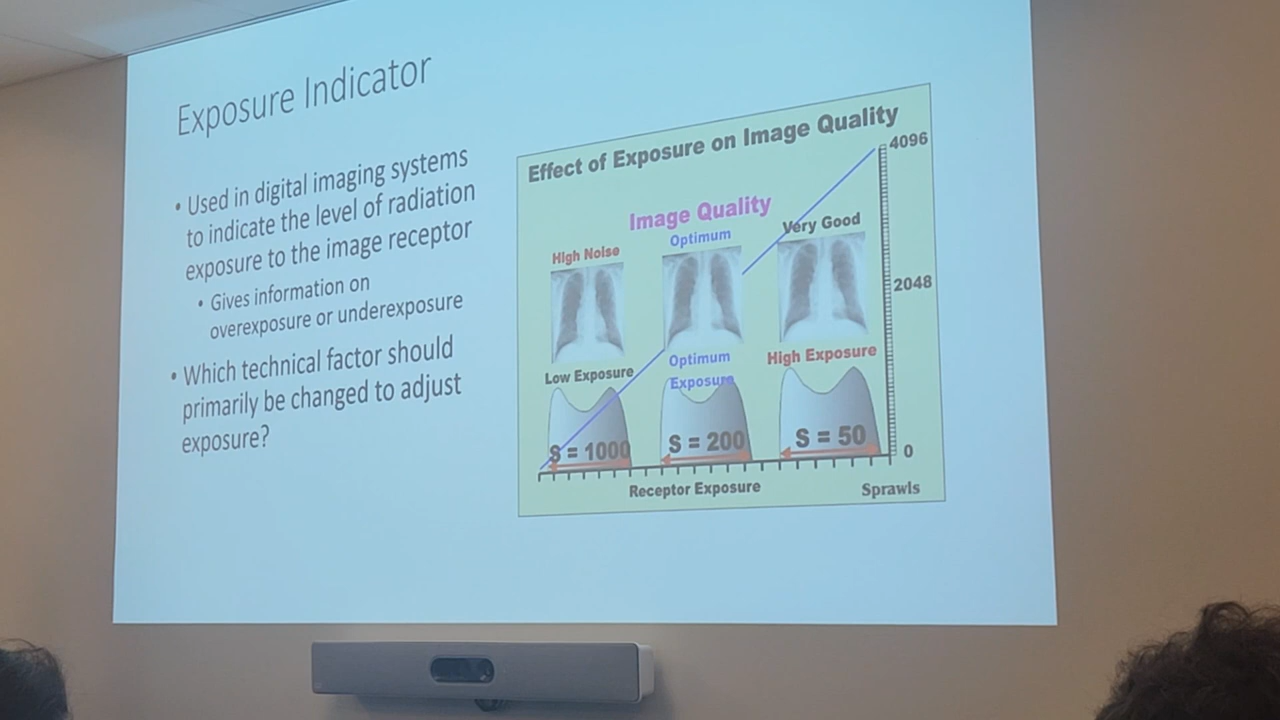 Exposure Indicator
• Used in digital imaging systems
to indicate the level of radiation
exposure to the image receptor
• Gives information on
overexposure or underexposure
• Which technical factor should
primarily be changed to adjust
exposure?
Effect of Exposure on Image Quality
4096
Image Quality
High Noise
Optimum
Very Good
2048
Low Exposure
Optimum
Exposure
High Exposure
S = 1000
S = 200
S = 50
0
Receptor Exposure
Sprawls